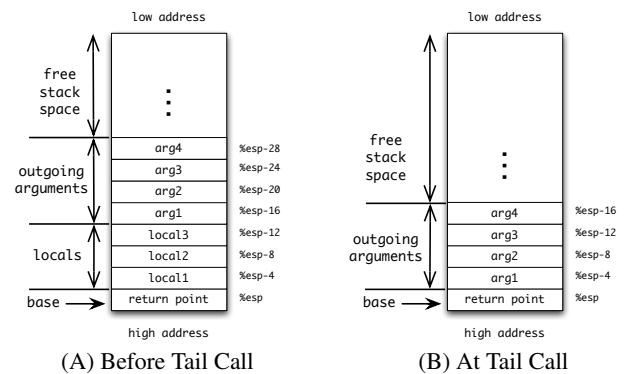 low address
free
stack
space
arg4 %esp-28
outgoing
arguments
arg3 %esp-24
arg2 %esp-20
arg1 %esp-16
locals
local3 %esp-12
local2 %esp-8
local1 %esp-4
base return point %esp
high address
(A) Before Tail Call
low address
free
stack
space
arg4 %esp-16
outgoing
arguments
arg3 %esp-12
arg2 %esp-8
arg1 %esp-4
base return point %esp
high address
(B) At Tail Call